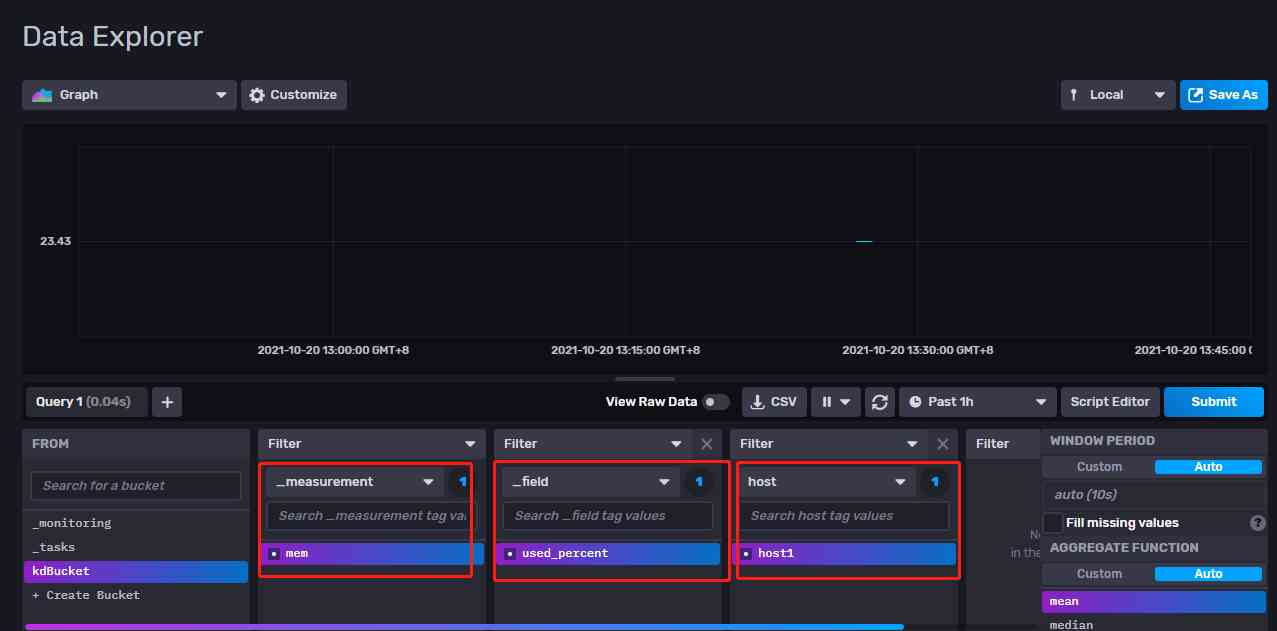 Data Explorer
Graph
Customize
Local
Save As
23.43
2021-10-20 13:00:00 GMT+8
2021-10-20 13:15:00 GMT+8
2021-10-20 13:30:00 GMT+8
2021-10-20 13:45:00
Query 1 (0.04s)
+
View Raw Data
CSV
Past 1h
Script Editor
Submit
FROM
Search for a bucket
_monitoring
_tasks
kdBucket
+ Create Bucket
Filter
_measurement
1
Search _measurement tag va
mem
Filter
_field
1
Search _field tag values
used_percent
Filter
host
1
Search host tag values
host1
Filter
in the
WINDOW PERIOD
Custom
Auto
auto (10s)
Fill missing values
?
AGGREGATE FUNCTION
Custom
Auto
mean
median